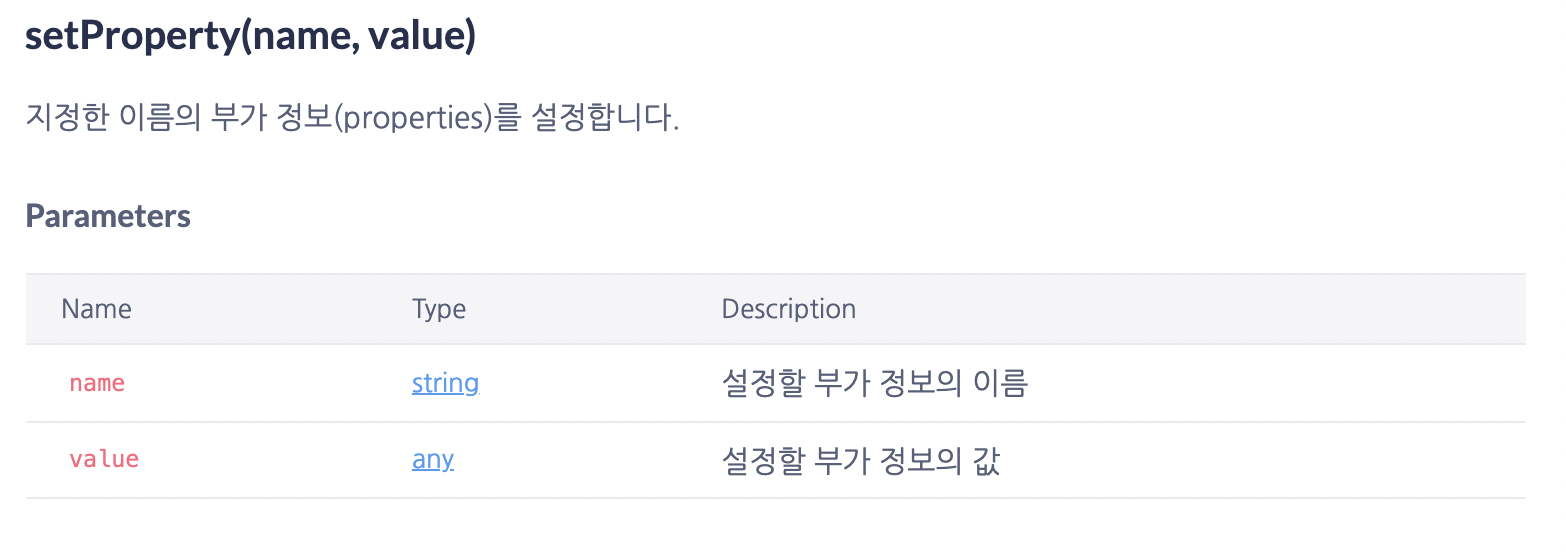 setProperty(name, value)
지정한 이름의 부가 정보(properties)를 설정합니다.
Parameters
Name Type Description
name string 설정할 부가 정보의 이름
value any 설정할 부가 정보의 값